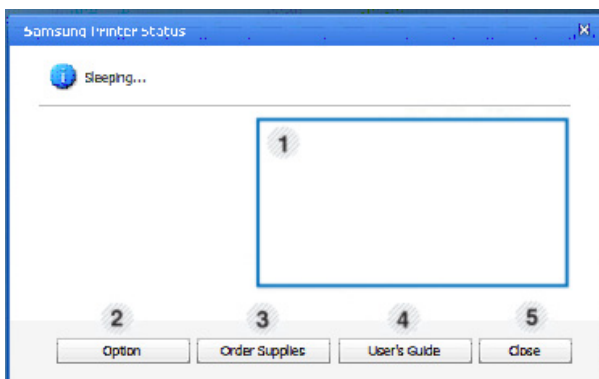 Samsung Printer Status
Sleeping...
1
2 3 4 5
Option Order Supplies User's Guide Close